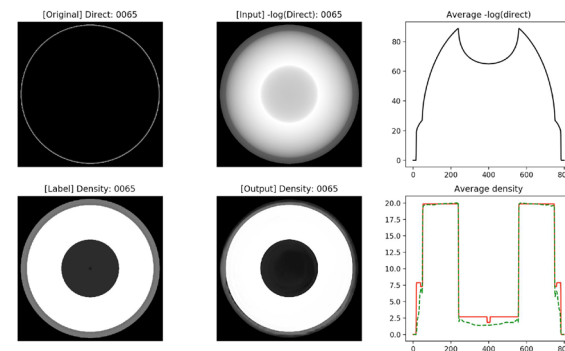 [Original] Direct: 0065
[Input] -log(Direct): 0065
Average -log(direct)
80
60
40
20
0
0 200 400 600
[Label] Density: 0065
[Output] Density: 0065
Average density
20.0
17.5
15.0
12.5
10.0
7.5
5.0
2.5
0.0
0 200 400 600